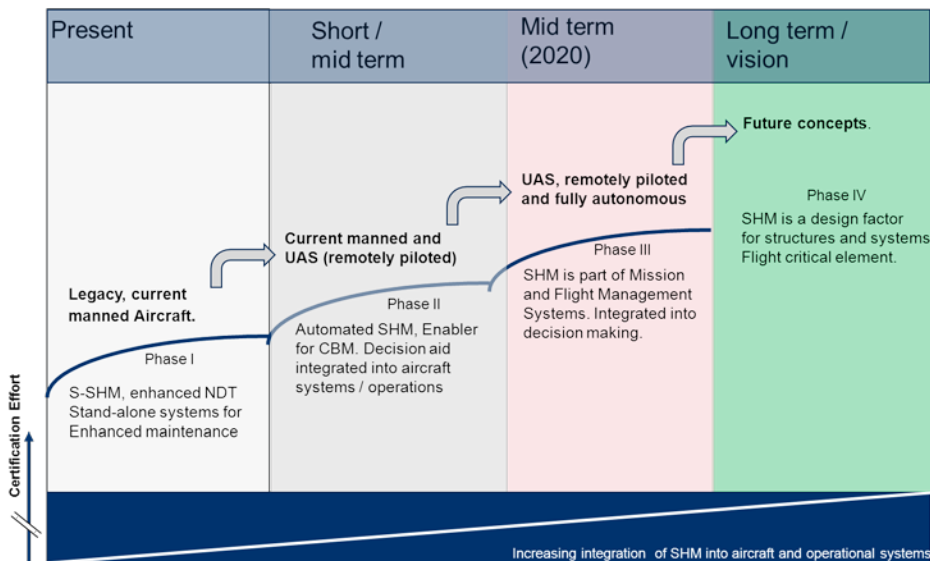 Present
Short /
mid term
Mid term
(2020)
Long term /
vision
Future concepts.
UAS, remotely piloted
and fully autonomous
Current manned and
UAS (remotely piloted)
Legacy, current
manned Aircraft.
Phase I
S-SHM, enhanced NDT
Stand-alone systems for
Enhanced maintenance
Phase II
Automated SHM, Enabler
for CBM. Decision aid
integrated into aircraft
systems / operations
Phase III
SHM is part of Mission
and Flight Management
Systems. Integrated into
decision making.
Phase IV
SHM is a design factor
for structures and systems
Flight critical element.
Certification Effort
Increasing integration of SHM into aircraft and operational systems